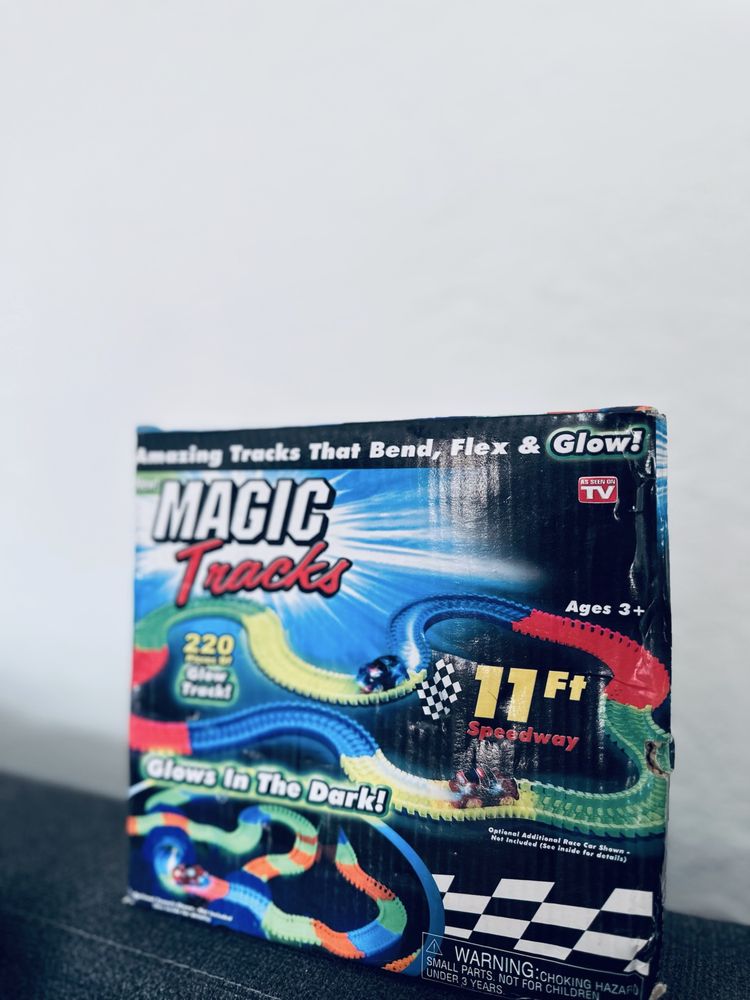 Amazing Tracks That Bend, Flex & Glow!
AS SEEN ON
TV
MAGIC
Tracks
Ages 3+
220
Pieces Of
Glow
Track!
11 Ft
Speedway
Glows In The Dark!
Optional Additional Race Car Shown -
Not Included (See inside for details)
WARNING: CHOKING HAZARD
SMALL PARTS. NOT FOR CHILDREN
UNDER 3 YEARS